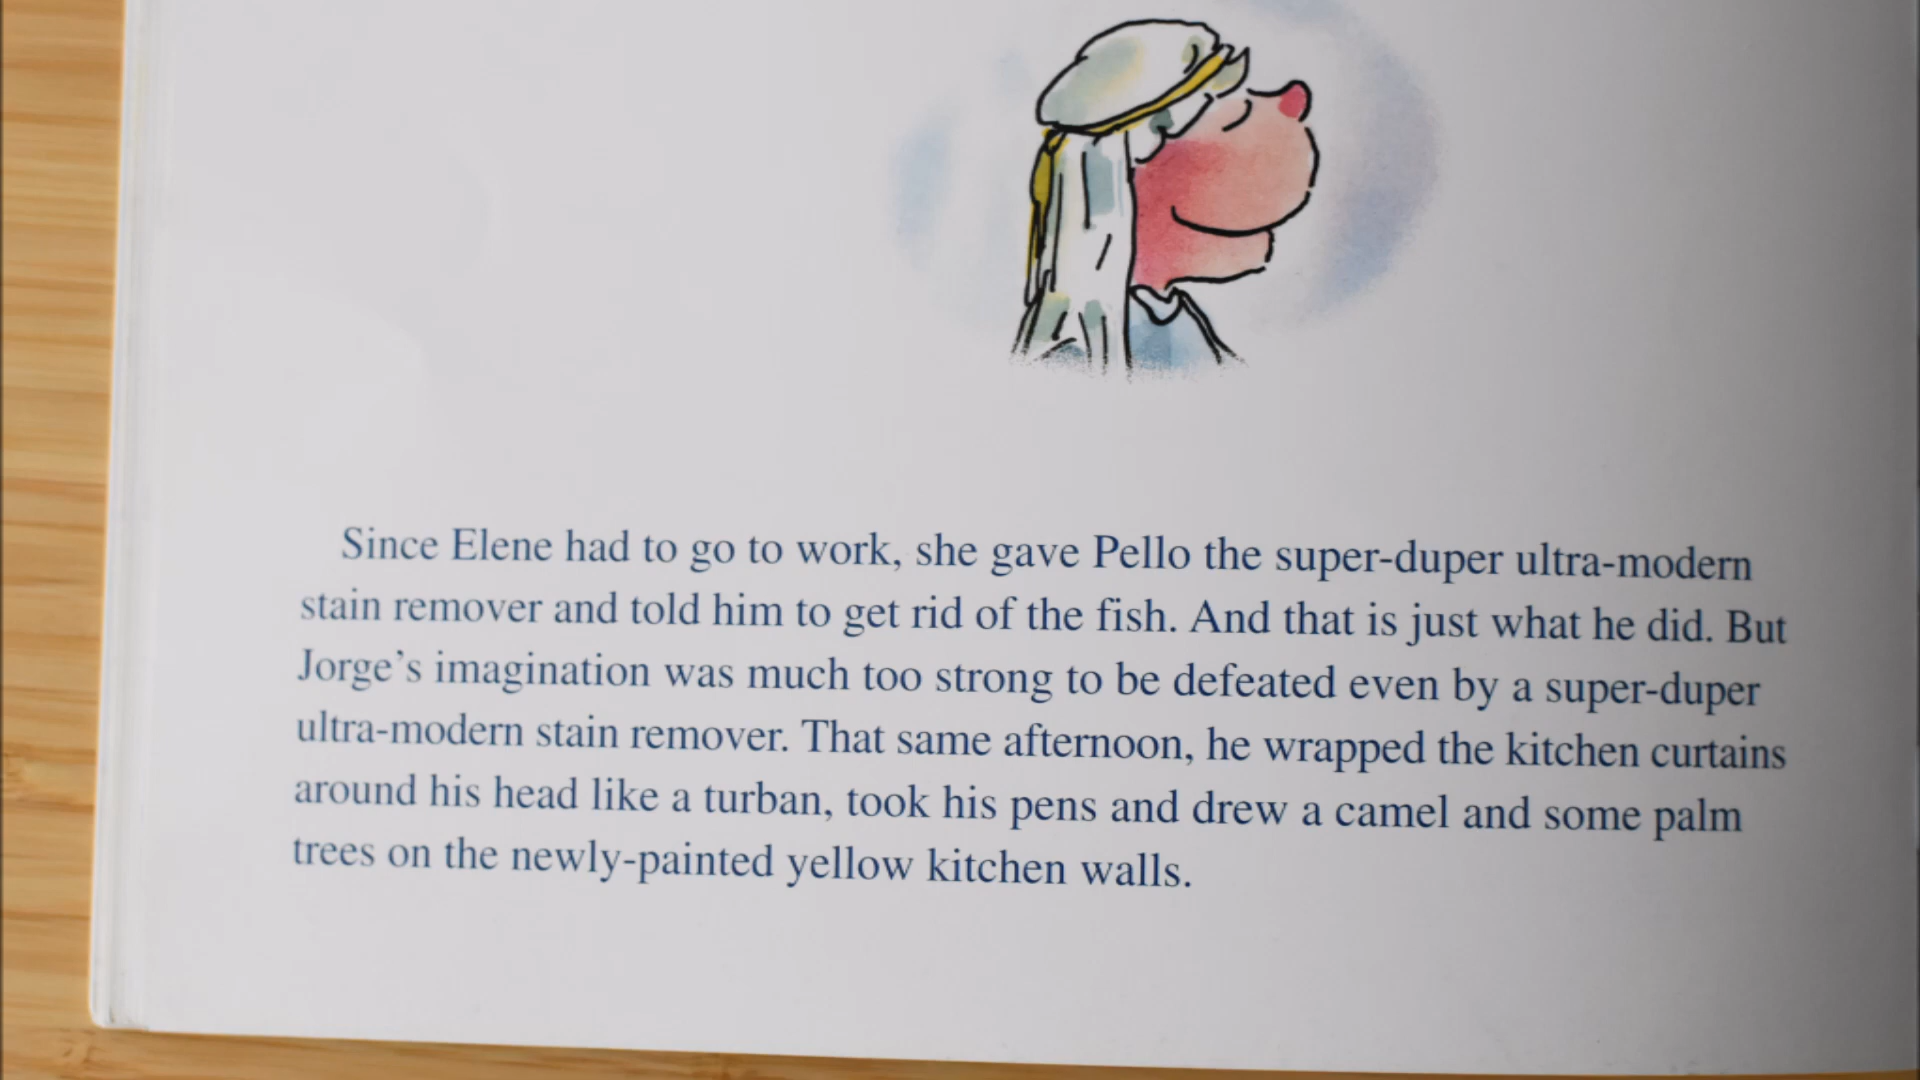 Since Elene had to go to work, she gave Pello the super-duper ultra-modern
stain remover and told him to get rid of the fish. And that is just what he did. But
Jorge’s imagination was much too strong to be defeated even by a super-duper
ultra-modern stain remover. That same afternoon, he wrapped the kitchen curtains
around his head like a turban, took his pens and drew a camel and some palm
trees on the newly-painted yellow kitchen walls.